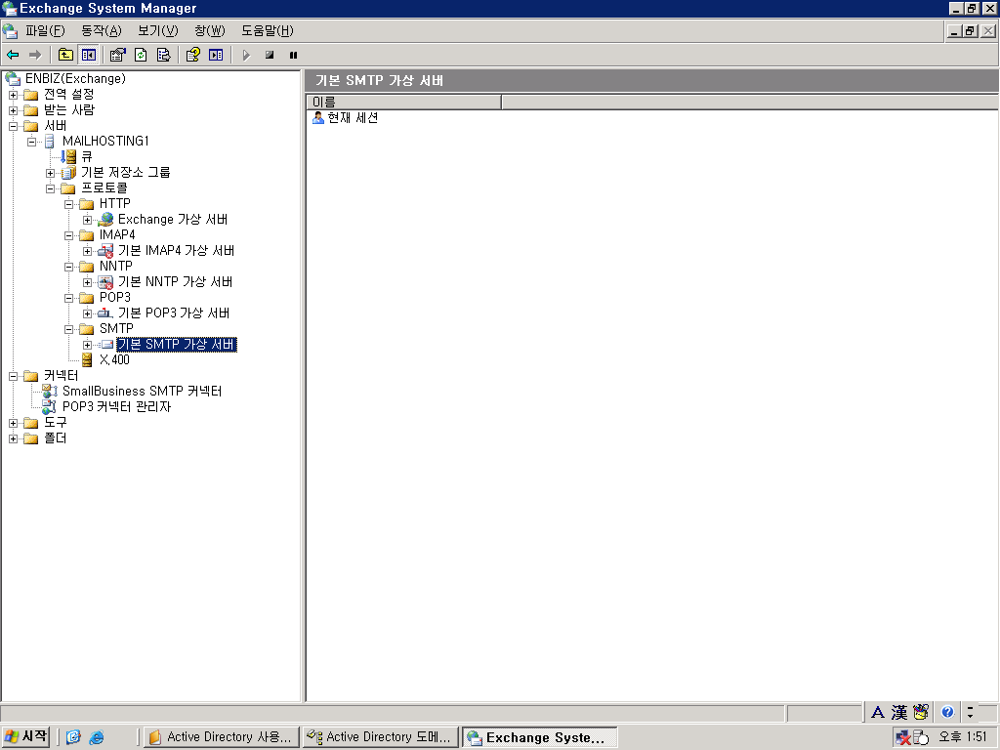 Exchange System Manager
파일(F) 동작(A) 보기(V) 창(W) 도움말(H)
ENBIZ(Exchange)
전역 설정
받는 사람
서버
MAILHOSTING1
큐
기본 저장소 그룹
프로토콜
HTTP
Exchange 가상 서버
IMAP4
기본 IMAP4 가상 서버
NNTP
기본 NNTP 가상 서버
POP3
기본 POP3 가상 서버
SMTP
기본 SMTP 가상 서버
X.400
커넥터
SmallBusiness SMTP 커넥터
POP3 커넥터 관리자
도구
폴더
기본 SMTP 가상 서버
이름
현재 세션
A 漢
시작 Active Directory 사용... Active Directory 도메... Exchange Syste... 오후 1:51